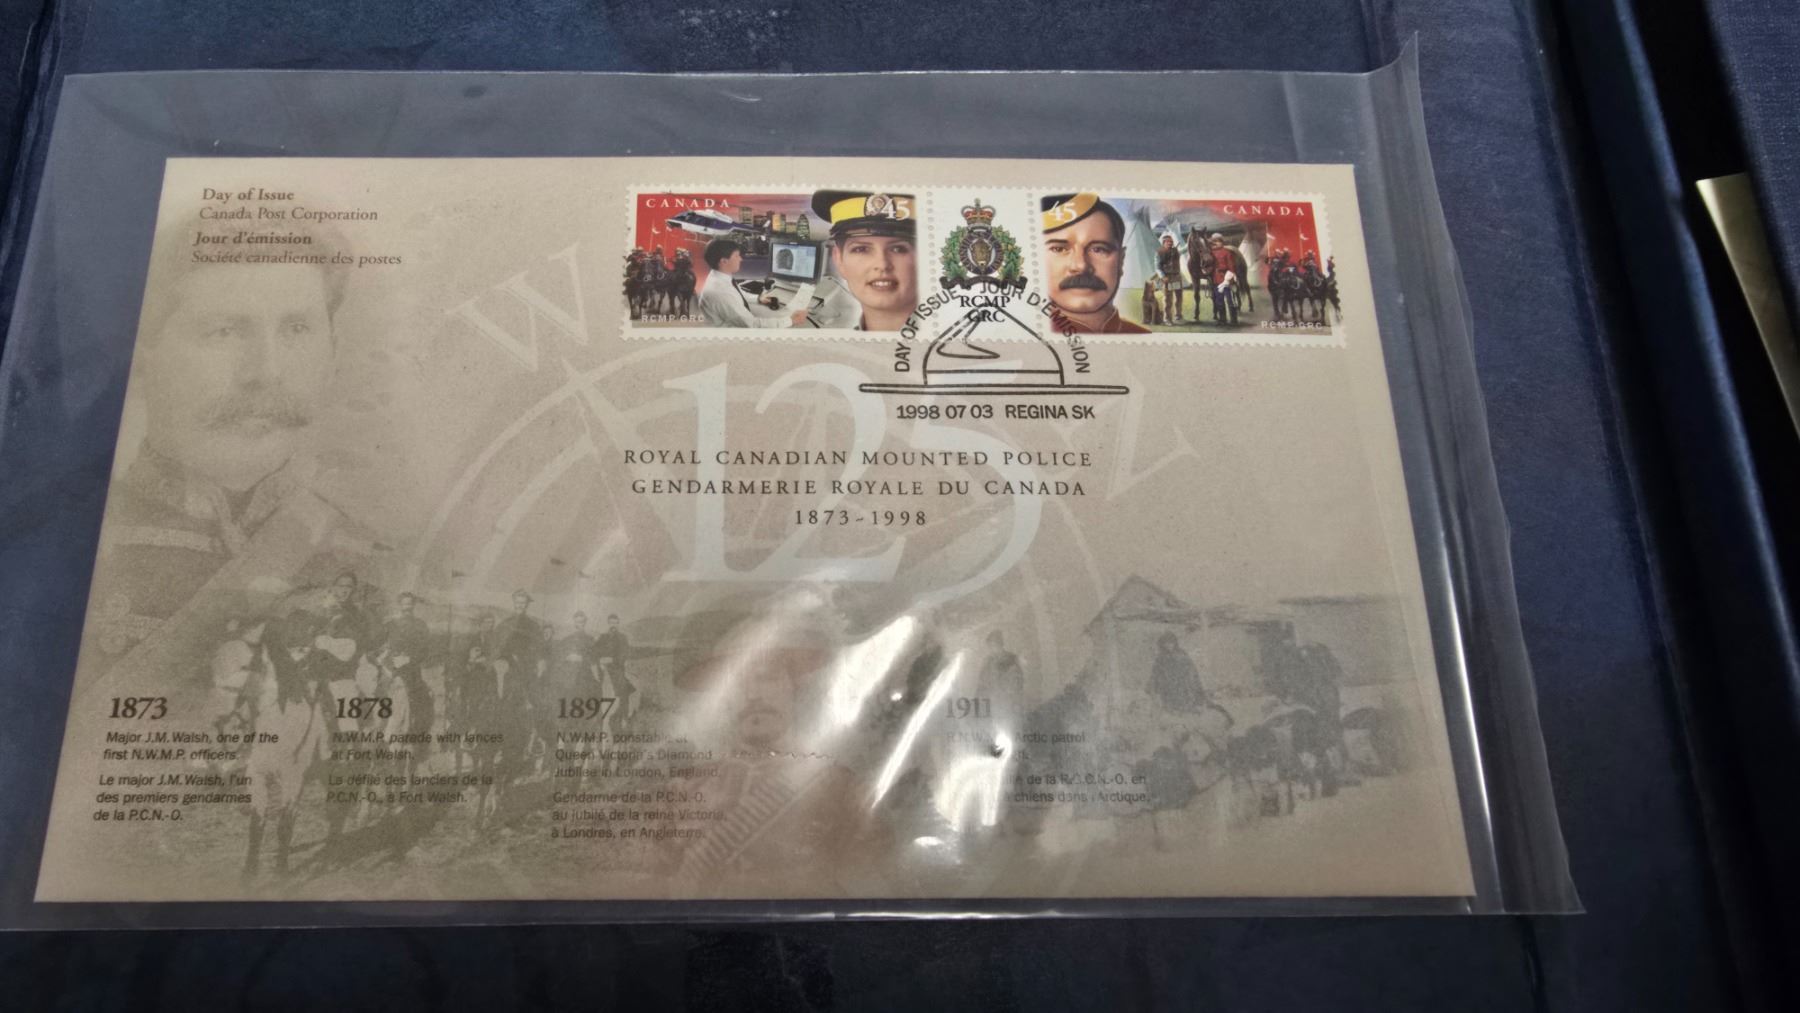 Day of Issue
Canada Post Corporation
Jour d'émission
Société canadienne des postes
CANADA
45
RCMP GRC
RCMP
GRC
45
CANADA
RCMP GRC
DAY OF ISSUE JOUR D'ÉMISSION
1998 07 03 REGINA SK
W
N
125
ROYAL CANADIAN MOUNTED POLICE
GENDARMERIE ROYALE DU CANADA
1873-1998
1873
Major J.M. Walsh, one of the
first N.W.M.P. officers.
Le major J.M. Walsh, l'un
des premiers gendarmes
de la P.C.N.-O.
1878
N.W.M.P. parade with lances
at Fort Walsh.
La défilé des lanciers de la
P.C.N.-O., à Fort Walsh.
1897
N.W.M.P. constable at
Queen Victoria's Diamond
Jubilee in London, England.
Gendarme de la P.C.N.-O.
au jubilé de la reine Victoria,
à Londres, en Angleterre.
1911
Arctic patrol
de la R.G.C.N.-O. en
chiens dans l'Arctique.